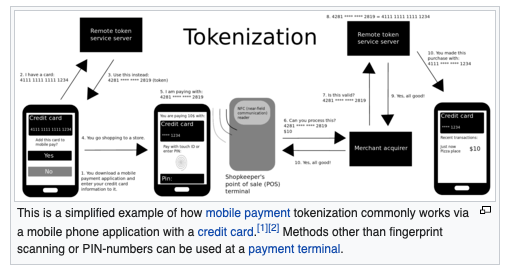 Tokenization
Remote token
service server
2. I have a card:
4111 1111 1111 1234
3. Use this instead:
4281 **** **** 2819 (token)
Credit card
4111 1111 1111 1234
Add this card to
mobile pay?
Yes
No
4. You go shopping to a store.
1. You download a mobile
payment application and
enter your credit card
information to it.
5. I am paying with:
4281 **** **** 2819
You are paying 10$ with:
Credit card
**** 1234
Pay with touch ID or
enter PIN:
Pin:
NFC (near-field
communication)
reader
Shopkeeper's
point of sale (POS)
terminal
6. Can you process this?
4281 **** **** 2819
$10
10. Yes, all good!
7. Is this valid?
4281 **** **** 2819
8. 4281 **** **** 2819 = 4111 1111 1111 1234
Remote token
service server
9. Yes, all good!
Merchant acquirer
10. You made this
purchase with:
4111 **** **** 1234
Credit card
**** 1234
Recent transactions:
Just now
Pizza place
$10
This is a simplified example of how mobile payment tokenization commonly works via
a mobile phone application with a credit card.[1][2] Methods other than fingerprint
scanning or PIN-numbers can be used at a payment terminal.